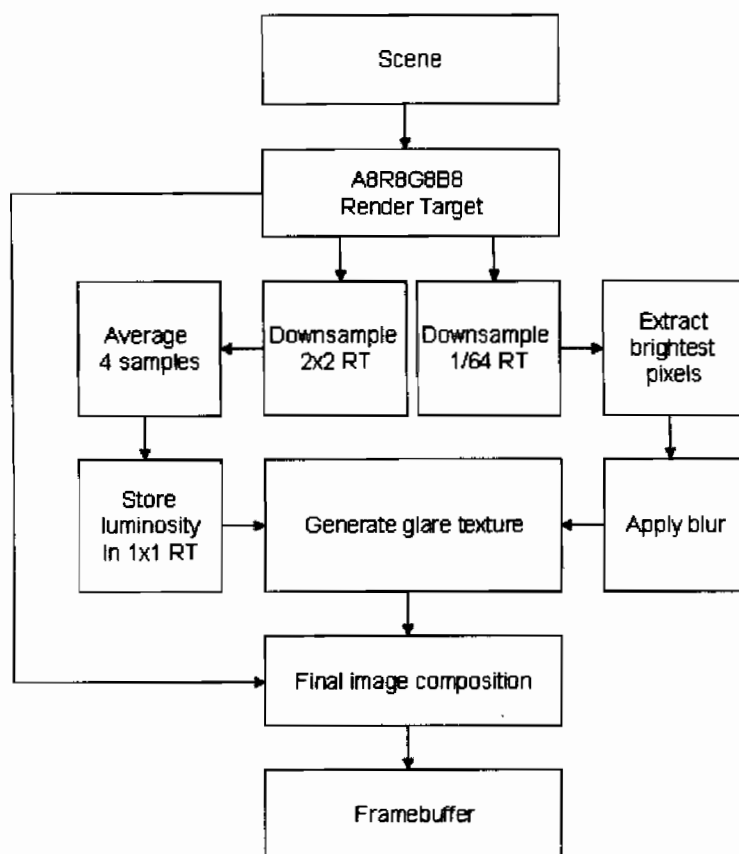 Scene
A8R8G8B8
Render Target
Average
4 samples
Downsample
2x2 RT
Downsample
1/64 RT
Extract
brightest
pixels
Store
luminosity
in 1x1 RT
Generate glare texture
Apply blur
Final image composition
Framebuffer